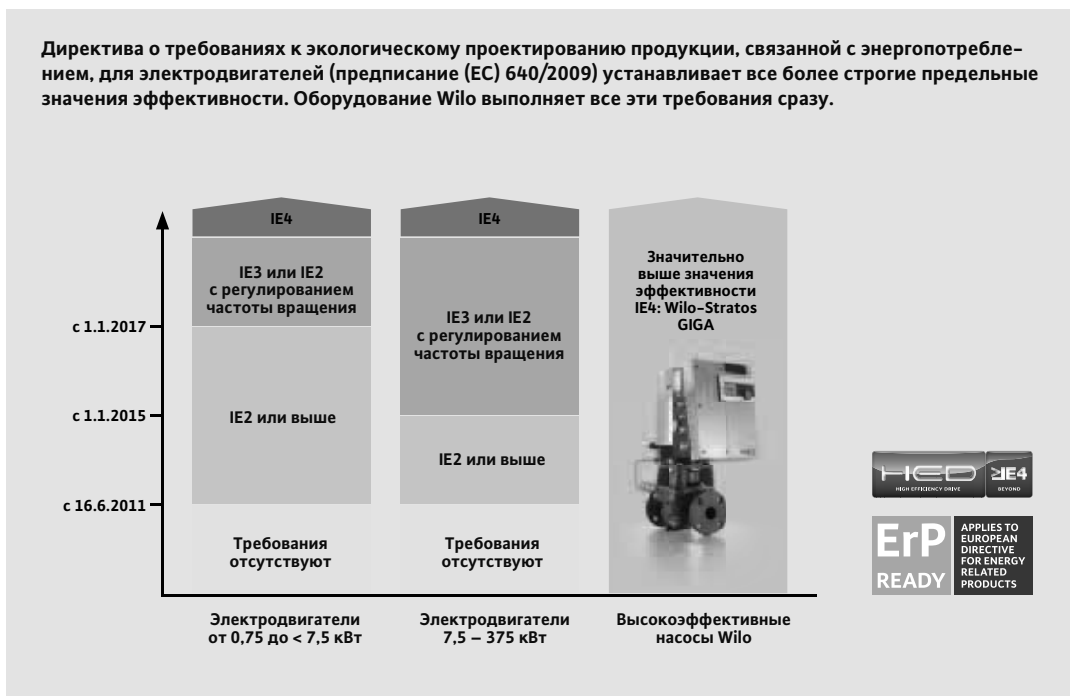 Директива о требованиях к экологическому проектированию продукции, связанной с энергопотребле-
нием, для электродвигателей (предписание (ЕС) 640/2009) устанавливает все более строгие предельные
значения эффективности. Оборудование Wilo выполняет все эти требования сразу.
IE4
IE3 или IE2
с регулированием
частоты вращения
IE2 или выше
Требования
отсутствуют
IE4
IE3 или IE2
с регулированием
частоты вращения
IE2 или выше
Требования
отсутствуют
Значительно
выше значения
эффективности
IE4: Wilo-Stratos
GIGA
с 1.1.2017
с 1.1.2015
с 16.6.2011
Электродвигатели
от 0,75 до < 7,5 кВт
Электродвигатели
7,5 – 375 кВт
Высокоэффективные
насосы Wilo
HED
HIGH EFFICIENCY DRIVE
≥IE4
BEYOND
ErP
READY
APPLIES TO
EUROPEAN
DIRECTIVE
FOR ENERGY
RELATED
PRODUCTS